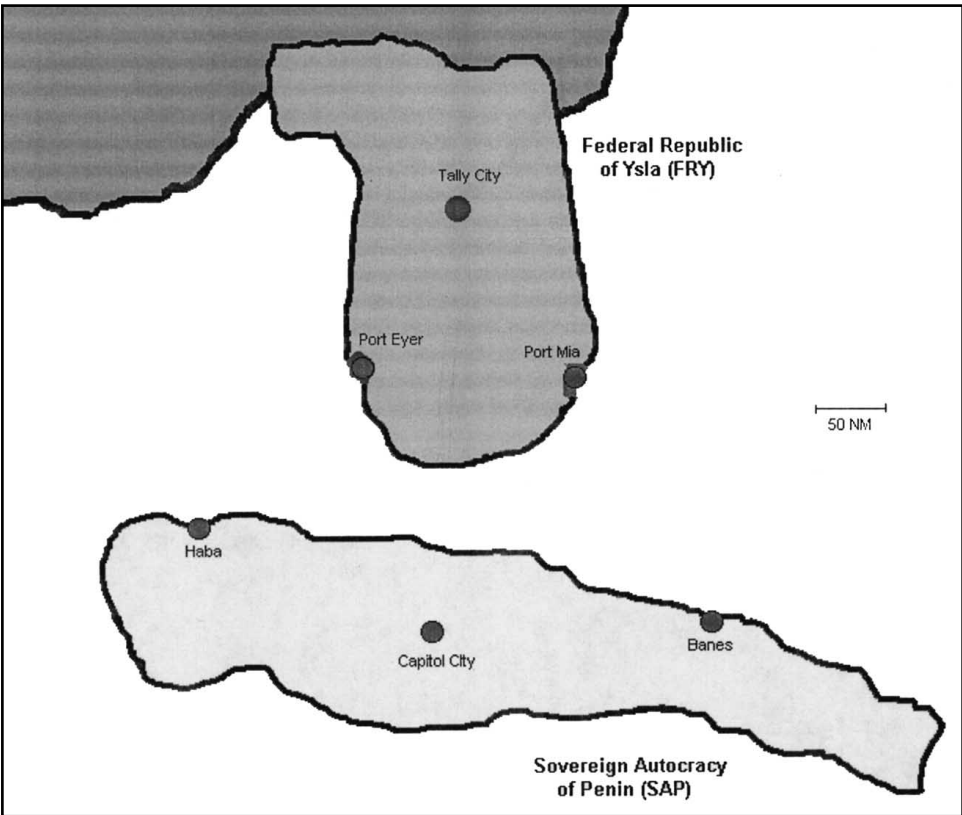 Federal Republic
of Ysla (FRY)
Tally City
Port Eyer
Port Mia
50 NM
Haba
Capitol CIty
Banes
Sovereign Autocracy
of Penin (SAP)